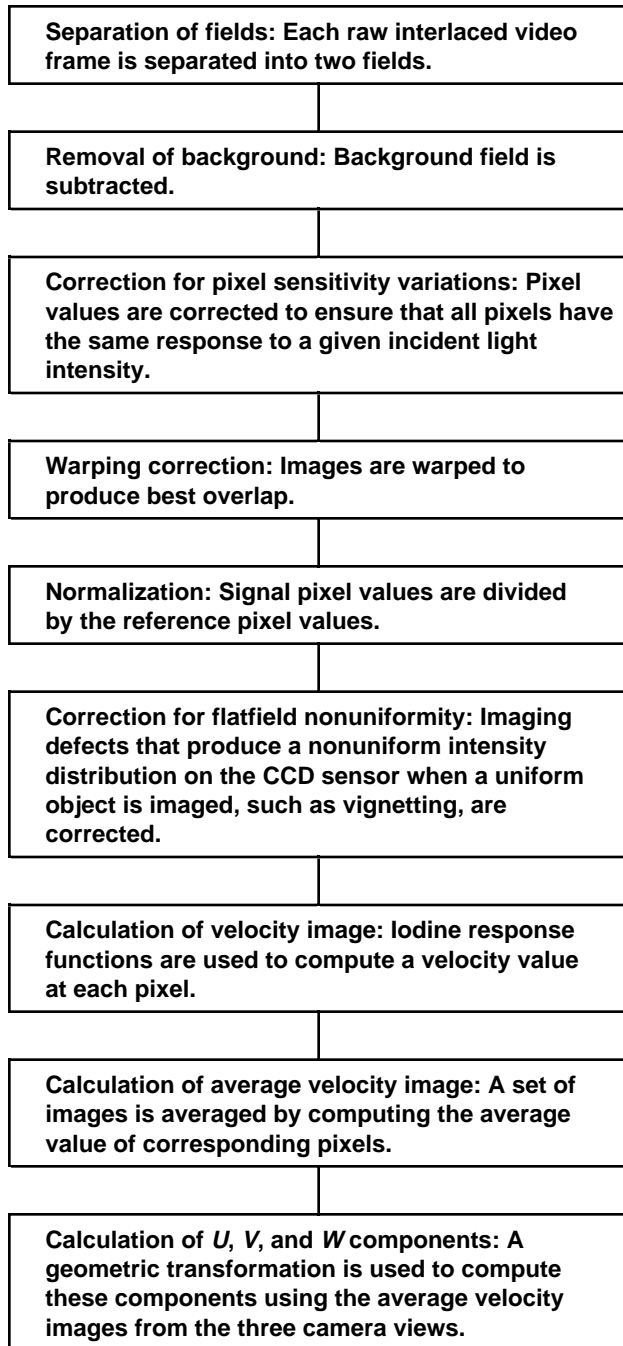 Separation of fields: Each raw interlaced video
frame is separated into two fields.
Removal of background: Background field is
subtracted.
Correction for pixel sensitivity variations: Pixel
values are corrected to ensure that all pixels have
the same response to a given incident light
intensity.
Warping correction: Images are warped to
produce best overlap.
Normalization: Signal pixel values are divided
by the reference pixel values.
Correction for flatfield nonuniformity: Imaging
defects that produce a nonuniform intensity
distribution on the CCD sensor when a uniform
object is imaged, such as vignetting, are
corrected.
Calculation of velocity image: Iodine response
functions are used to compute a velocity value
at each pixel.
Calculation of average velocity image: A set of
images is averaged by computing the average
value of corresponding pixels.
Calculation of U, V, and W components: A
geometric transformation is used to compute
these components using the average velocity
images from the three camera views.